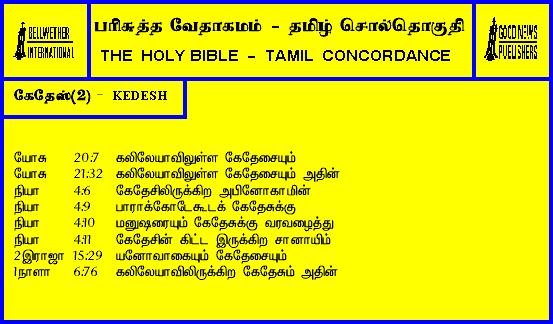 BELLWETHER INTERNATIONAL
பரிசுத்த வேதாகமம் - தமிழ் சொல்தொகுதி
THE HOLY BIBLE - TAMIL CONCORDANCE
GOOD NEWS PUBLISHERS
கேதேஸ்(2) - KEDESH
யோசு 20:7 கலிலேயாவிலுள்ள கேதேசையும்
யோசு 21:32 கலிலேயாவிலுள்ள கேதேசையும் அதின்
நியா 4:6 கேதேசிலிருக்கிற அபினோகாமின்
நியா 4:9 பாராக்கோடேகூடக் கேதேசுக்கு
நியா 4:10 மனுஷரையும் கேதேசுக்கு வரவழைத்து
நியா 4:11 கேதேசின் கிட்ட இருக்கிற சானாயிம்
2இராஜா 15:29 யனோவாகையும் கேதேசையும்
1நாளா 6:76 கலிலேயாவிலிருக்கிற கேதேசும் அதின்